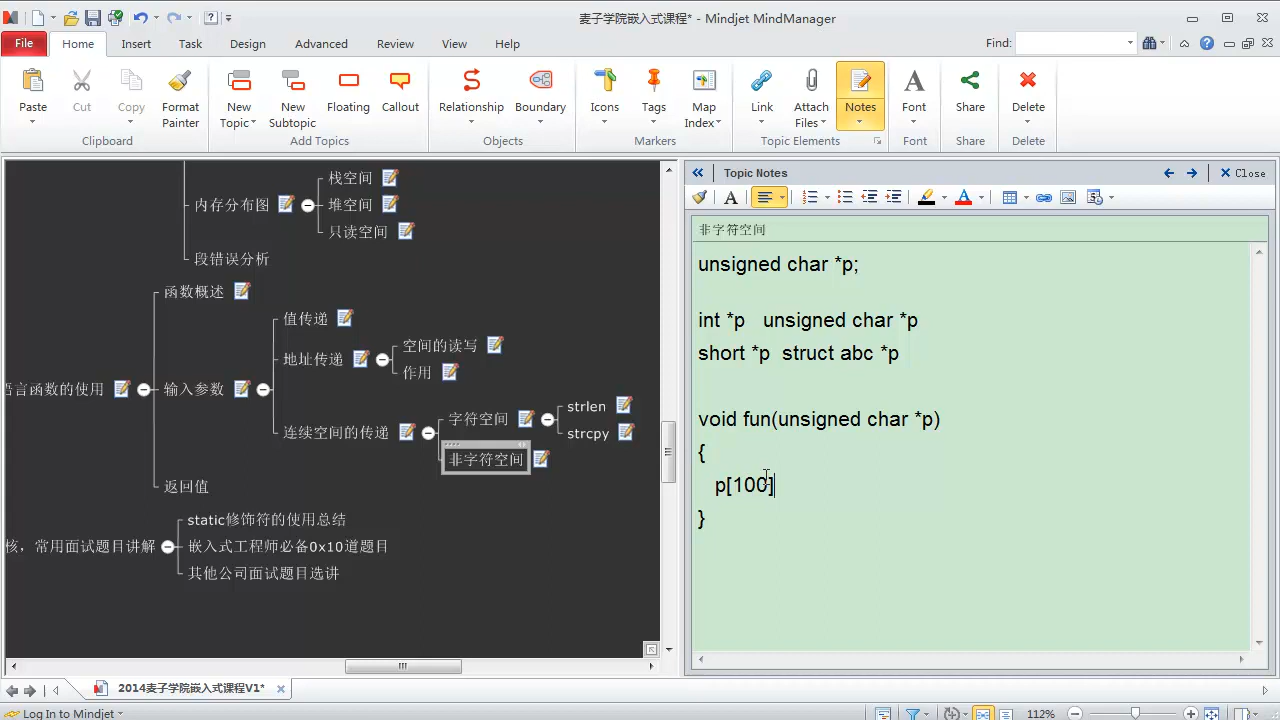 麦子学院嵌入式课程* - Mindjet MindManager
File Home Insert Task Design Advanced Review View Help Find:
Paste Cut Copy Format Painter New Topic New Subtopic Floating Callout Relationship Boundary Icons Tags Map Index Link Attach Files Notes Font Share Delete
Clipboard Add Topics Objects Markers Topic Elements Font Share Delete
栈空间
内存分布图 堆空间
只读空间
段错误分析
函数概述
值传递
空间的读写
地址传递
作用
语言函数的使用 输入参数
strlen
字符空间
连续空间的传递 strcpy
非字符空间
返回值
static修饰符的使用总结
核，常用面试题目讲解 嵌入式工程师必备0x10道题目
其他公司面试题目选讲
Topic Notes Close
非字符空间
unsigned char *p;
int *p unsigned char *p
short *p struct abc *p
void fun(unsigned char *p)
{
p[100]
}
2014麦子学院嵌入式课程V1*
Log In to Mindjet 112%